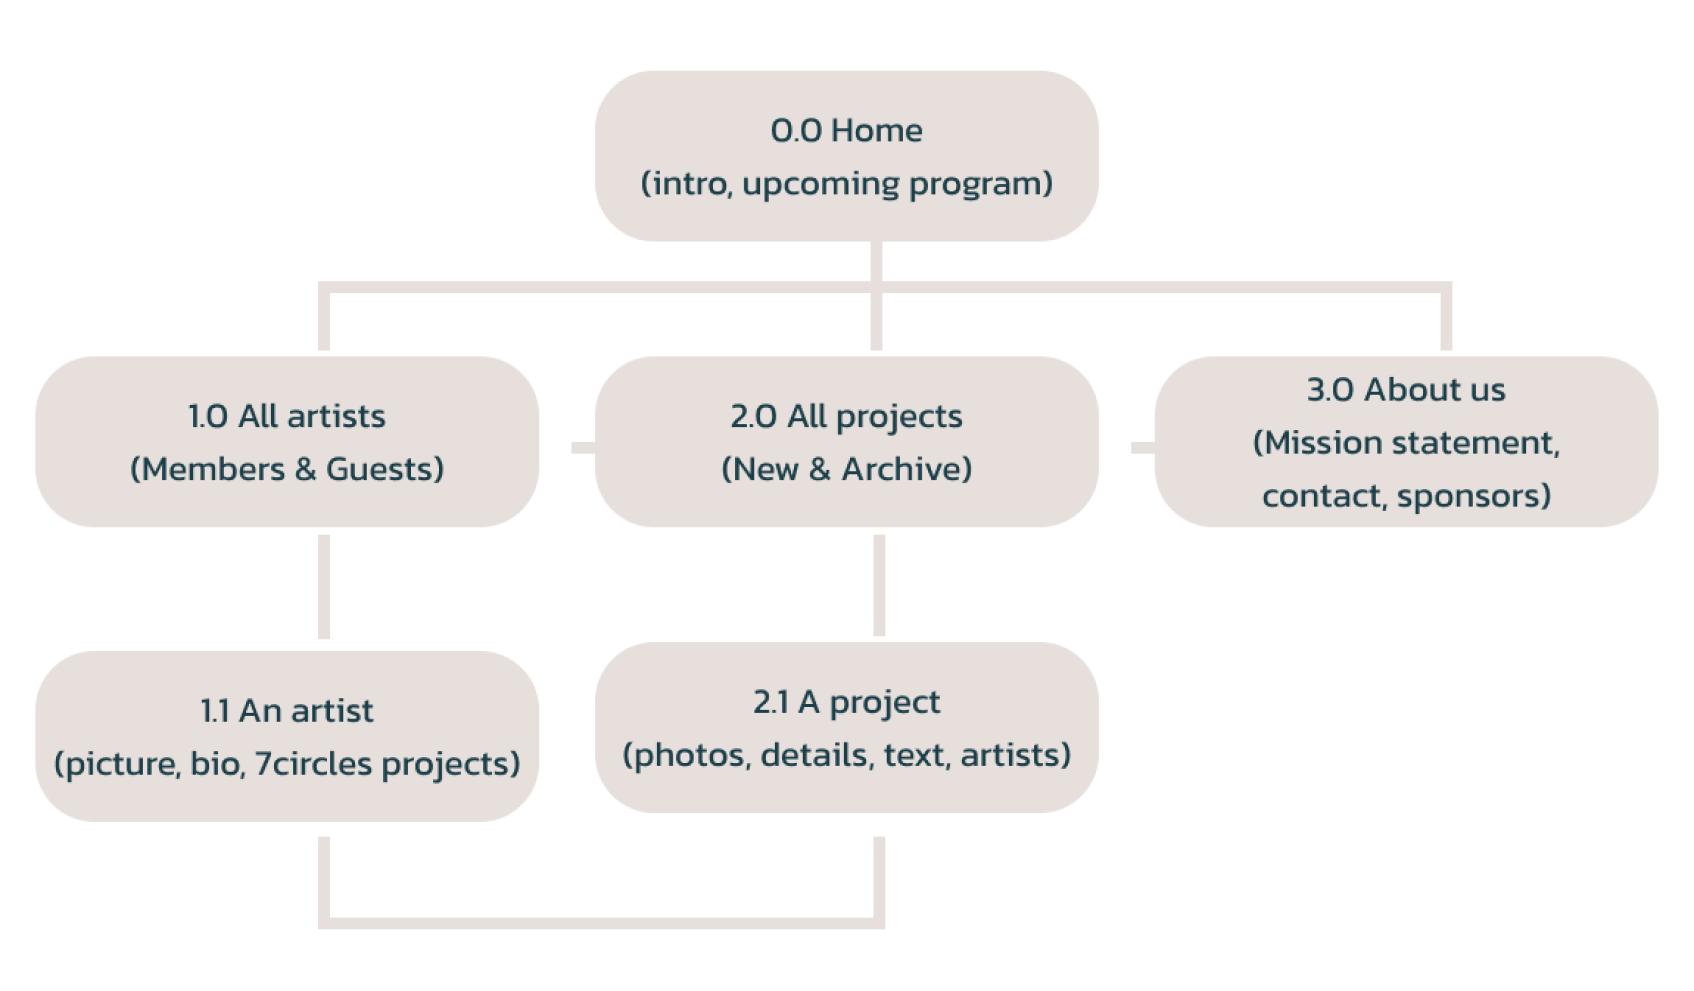 0.0 Home
(intro, upcoming program)
1.0 All artists
(Members & Guests)
2.0 All projects
(New & Archive)
3.0 About us
(Mission statement,
contact, sponsors)
1.1 An artist
(picture, bio, 7circles projects)
2.1 A project
(photos, details, text, artists)